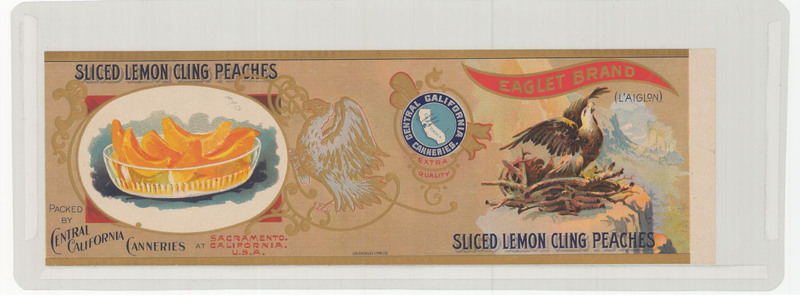 SLICED LEMON CLING PEACHES
PACKED
BY
CENTRAL
CALIFORNIA
CANNERIES AT SACRAMENTO.
CALIFORNIA.
U.S.A.
CENTRAL CALIFORNIA
CANNERIES.
EXTRA
QUALITY
EAGLET BRAND
(L'AIGLON)
SLICED LEMON CLING PEACHES